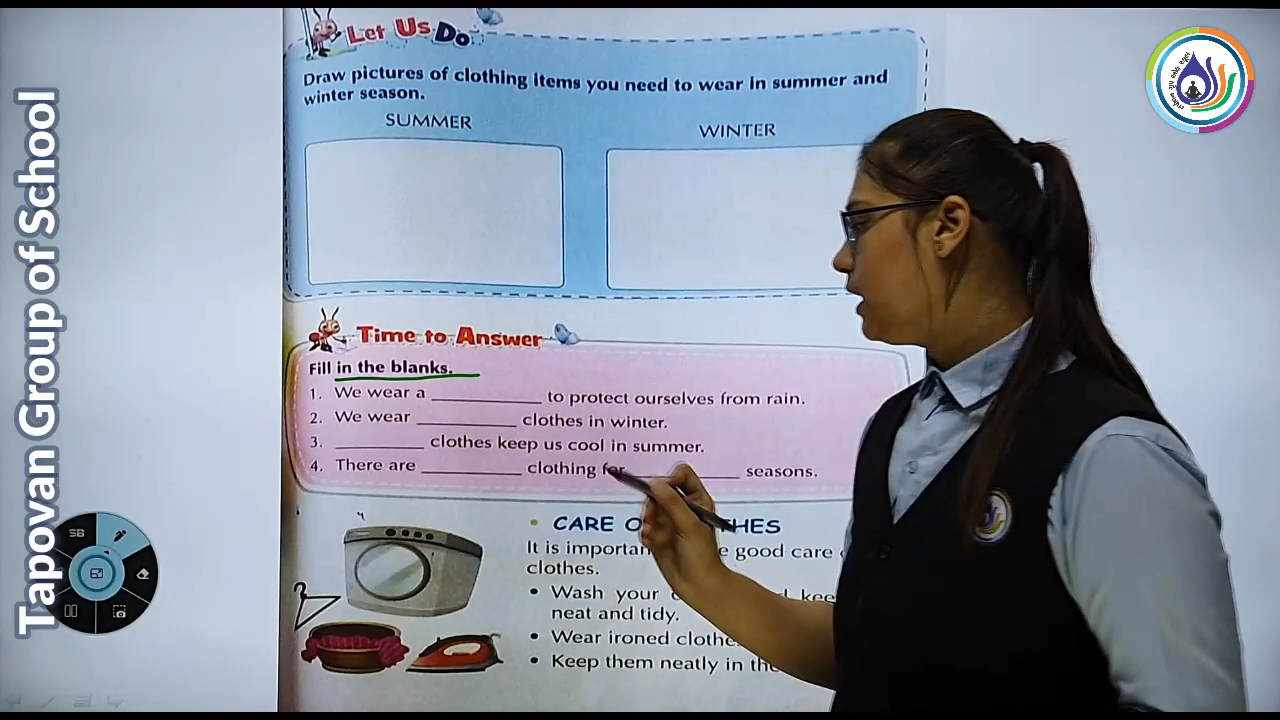 Let Us Do
Draw pictures of clothing items you need to wear in summer and
winter season.
SUMMER
WINTER
Time to Answer
Fill in the blanks.
1. We wear a __________ to protect ourselves from rain.
2. We wear __________ clothes in winter.
3. ________ clothes keep us cool in summer.
4. There are __________ clothing for __________ seasons.
CARE O THES
It is importan e good care
clothes.
• Wash your kee
neat and tidy.
• Wear ironed clothe
• Keep them neatly in the
Tapovan Group of School
SB